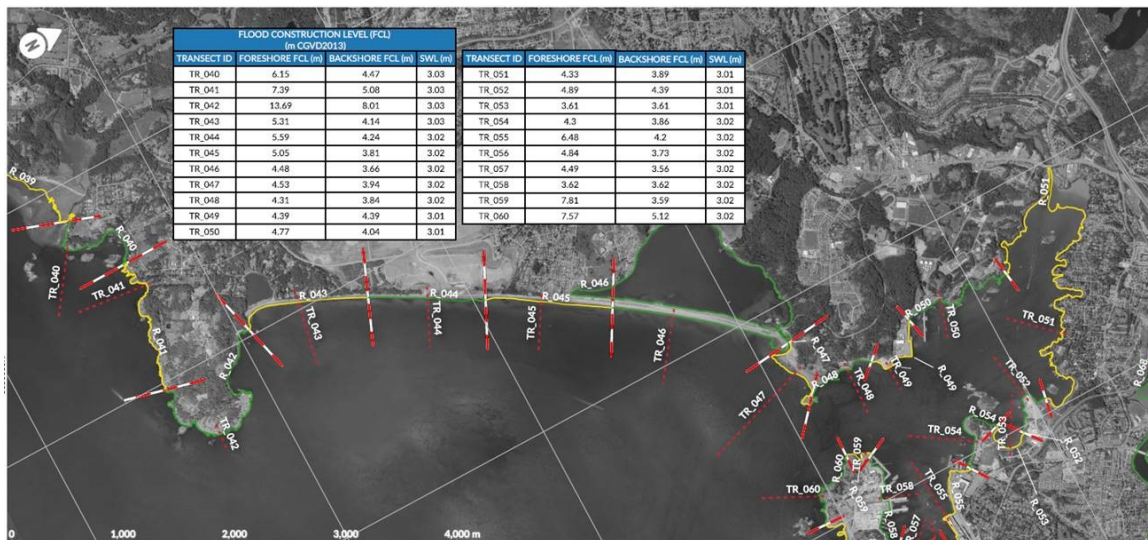 N
FLOOD CONSTRUCTION LEVEL (FCL)
(m CGVD2013)
TRANSECT ID FORESHORE FCL (m) BACKSHORE FCL (m) SWL (m)
TR_040 6.15 4.47 3.03
TR_041 7.39 5.08 3.03
TR_042 13.69 8.01 3.03
TR_043 5.31 4.14 3.03
TR_044 5.59 4.24 3.02
TR_045 5.05 3.81 3.02
TR_046 4.48 3.66 3.02
TR_047 4.53 3.94 3.02
TR_048 4.31 3.84 3.02
TR_049 4.39 4.39 3.01
TR_050 4.77 4.04 3.01
TRANSECT ID FORESHORE FCL (m) BACKSHORE FCL (m) SWL (m)
TR_051 4.33 3.89 3.01
TR_052 4.89 4.39 3.01
TR_053 3.61 3.61 3.01
TR_054 4.3 3.86 3.02
TR_055 6.48 4.2 3.02
TR_056 4.84 3.73 3.02
TR_057 4.49 3.56 3.02
TR_058 3.62 3.62 3.02
TR_059 7.81 3.59 3.02
TR_060 7.57 5.12 3.02
R_039
R_040
TR_040
TR_041
R_041
R_042
TR_042
R_043
TR_043
R_044
TR_044
R_045
TR_045
R_046
TR_046
R_047
TR_047
R_048
TR_048
TR_049
R_049
R_050
TR_050
R_051
TR_051
TR_052
R_068
R_054
TR_053
TR_054
R_052
R_053
TR_055
R_055
TR_059
R_060
TR_060
R_059
TR_058
R_058
TR_057
0 1,000 2,000 3,000 4,000 m